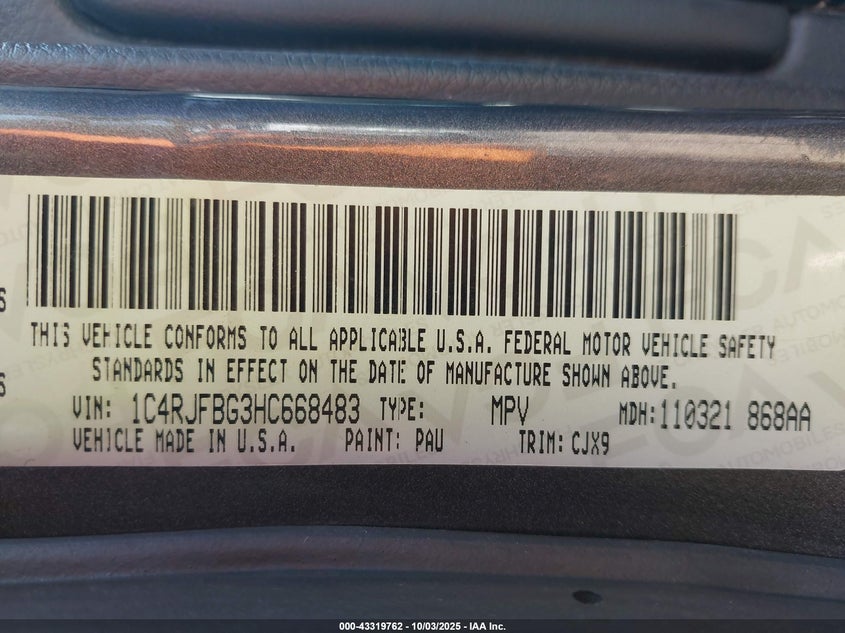 THIS VEHICLE CONFORMS TO ALL APPLICABLE U.S.A. FEDERAL MOTOR VEHICLE SAFETY
STANDARDS IN EFFECT ON THE DATE OF MANUFACTURE SHOWN ABOVE.
VIN: 1C4RJFBG3HC668483 TYPE: MPV MDH: 110321 868AA
VEHICLE MADE IN U.S.A. PAINT: PAU TRIM: CJX9
000-43319762 - 10/03/2025 - IAA Inc.